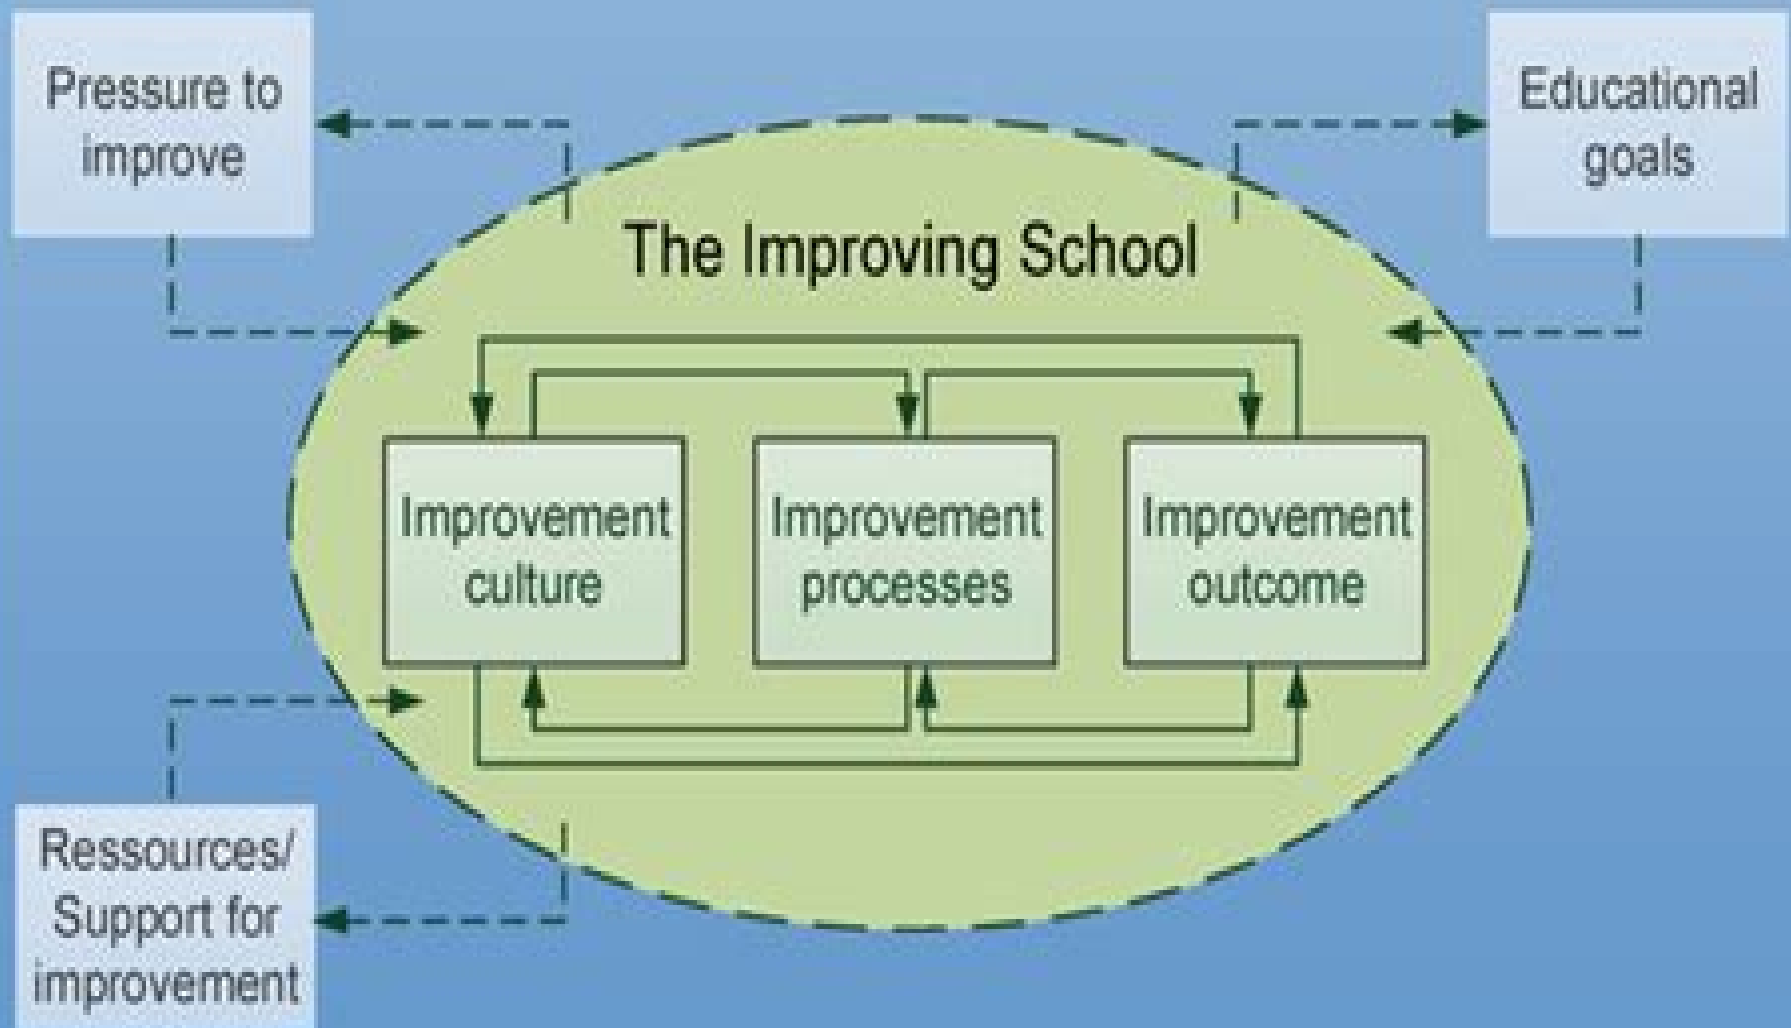 Pressure to
improve
Educational
goals
The Improving School
Improvement
culture
Improvement
processes
Improvement
outcome
Ressources/
Support for
improvement